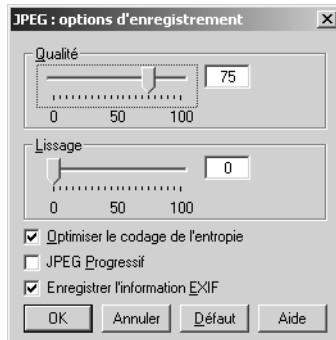 JPEG : options d'enregistrement
Qualité
75
0 50 100
Lissage
0
0 50 100
Optimiser le codage de l'entropie
JPEG Progressif
Enregistrer l'information EXIF
OK Annuler Défaut Aide